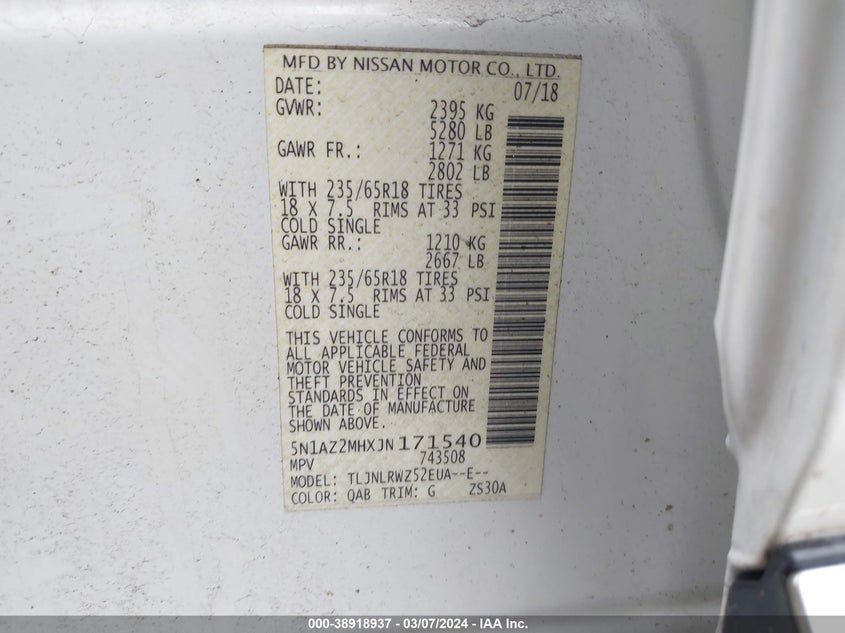 MFD BY NISSAN MOTOR CO., LTD.
DATE: 07/18
GVWR: 2395 KG
5280 LB
GAWR FR.: 1271 KG
2802 LB
WITH 235/65R18 TIRES
18 X 7.5 RIMS AT 33 PSI
COLD SINGLE
GAWR RR.: 1210 KG
2667 LB
WITH 235/65R18 TIRES
18 X 7.5 RIMS AT 33 PSI
COLD SINGLE
THIS VEHICLE CONFORMS TO
ALL APPLICABLE FEDERAL
MOTOR VEHICLE SAFETY AND
THEFT PREVENTION
STANDARDS IN EFFECT ON
THE DATE OF MANUFACTURE
SHOWN ABOVE.
5N1AZ2MHXJN171540
MPV 743508
MODEL: TLJNLRWZ52EUA--E--
COLOR: QAB TRIM: G ZS30A
000-38918937 - 03/07/2024 - IAA Inc.